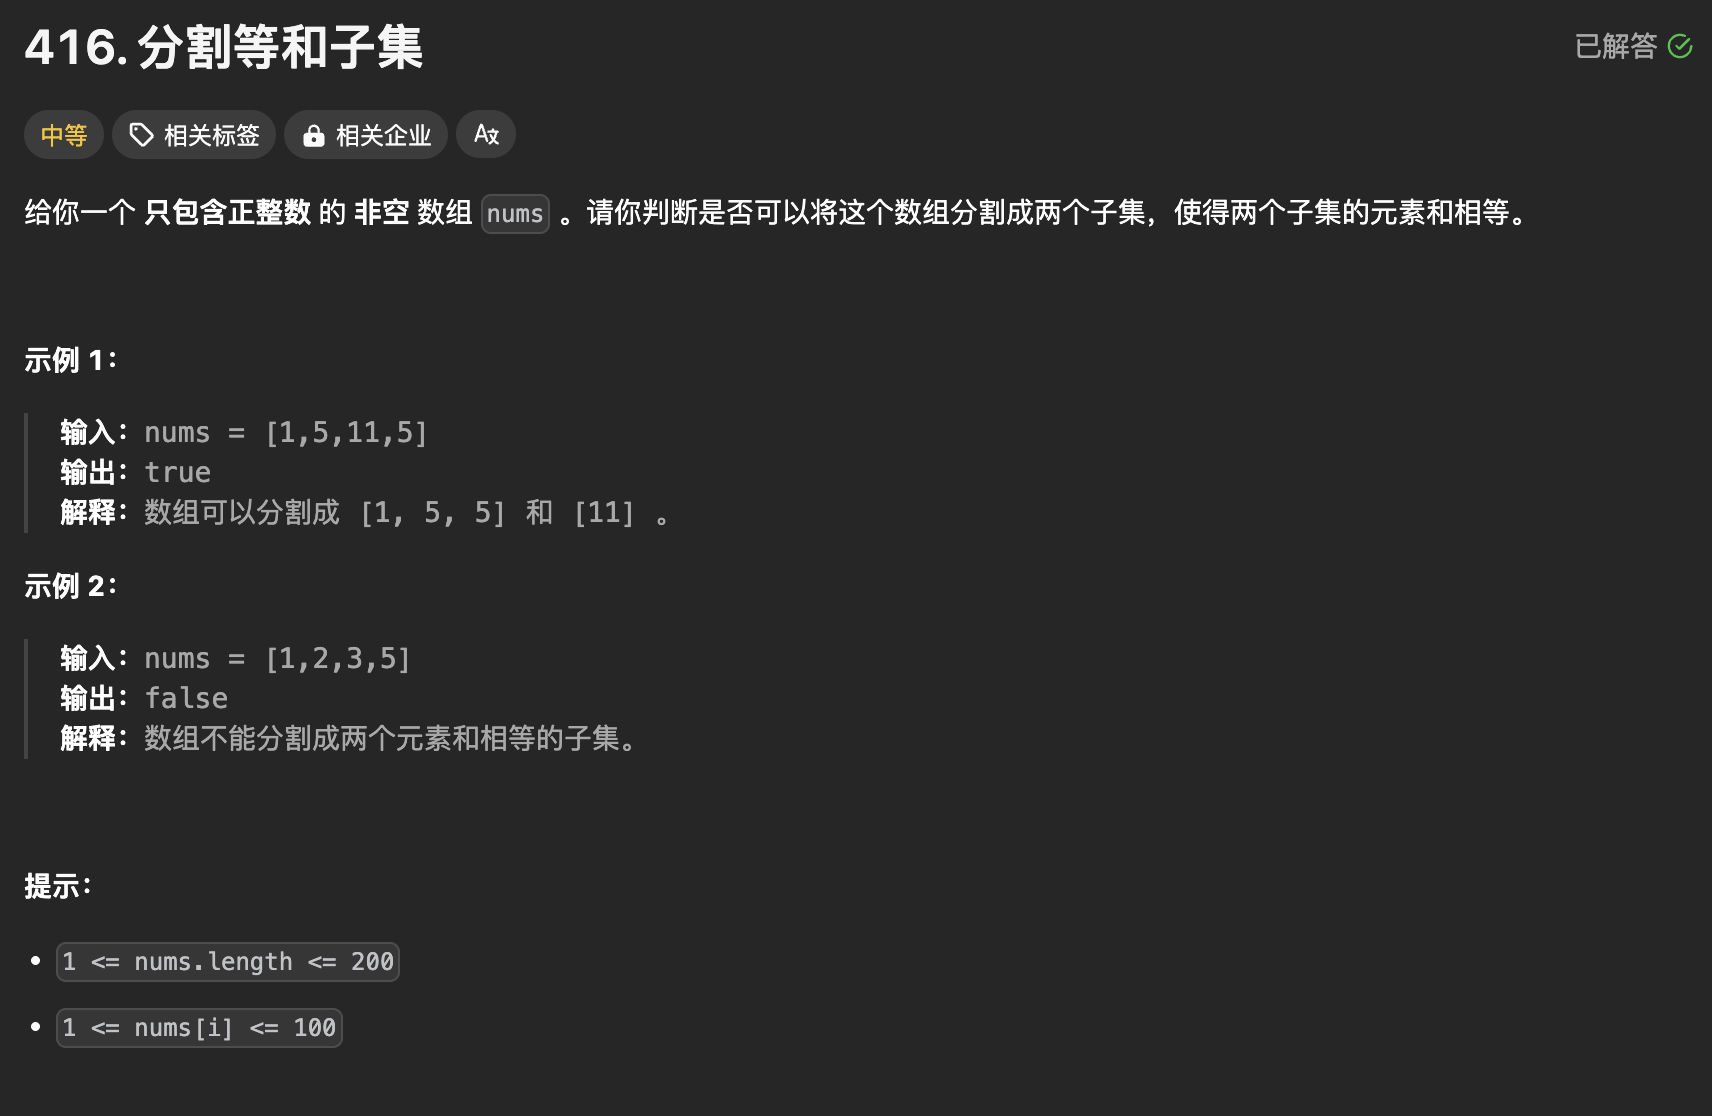 416. 分割等和子集
已解答
中等
相关标签
相关企业
给你一个 只包含正整数 的 非空 数组 nums 。请你判断是否可以将这个数组分割成两个子集，使得两个子集的元素和相等。
示例 1：
输入：nums = [1,5,11,5]
输出：true
解释：数组可以分割成 [1, 5, 5] 和 [11] 。
示例 2：
输入：nums = [1,2,3,5]
输出：false
解释：数组不能分割成两个元素和相等的子集。
提示：
• 1 <= nums.length <= 200
• 1 <= nums[i] <= 100